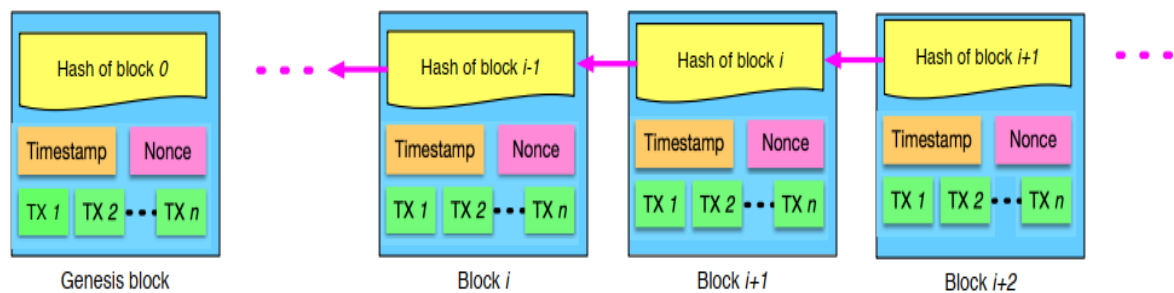 Hash of block 0
Timestamp Nonce
TX 1 TX 2 TX n
Genesis block
Hash of block i-1
Timestamp Nonce
TX 1 TX 2 TX n
Block i
Hash of block i
Timestamp Nonce
TX 1 TX 2 TX n
Block i+1
Hash of block i+1
Timestamp Nonce
TX 1 TX 2 TX n
Block i+2